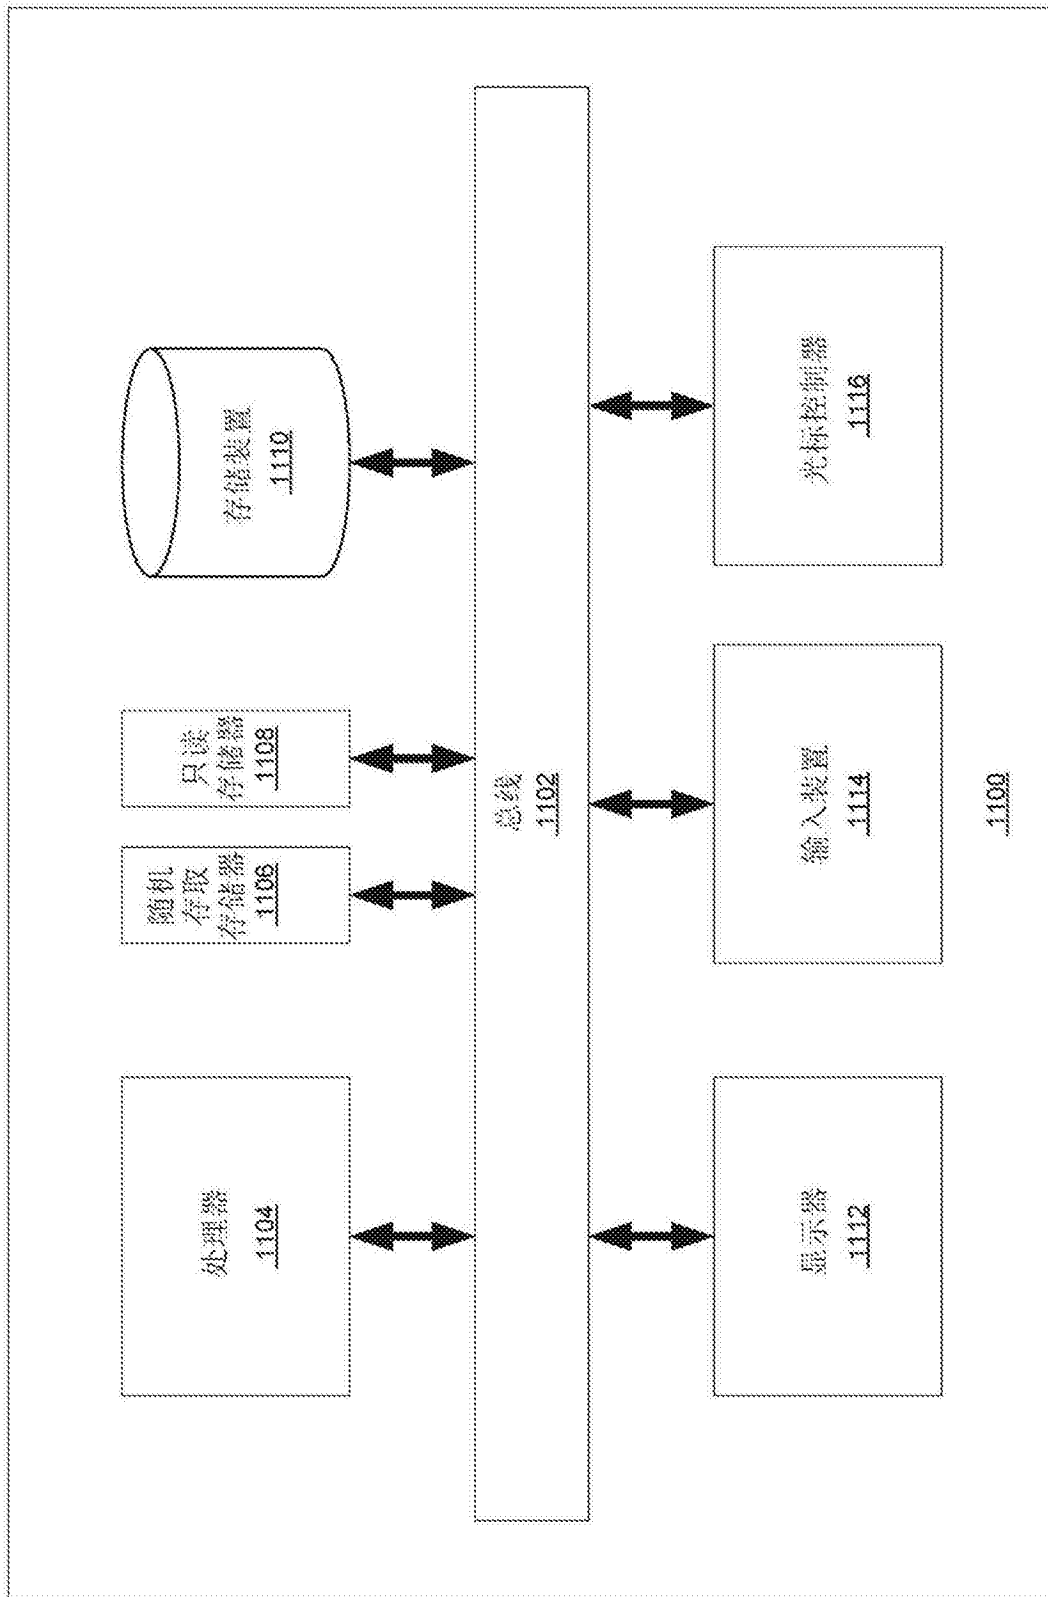 处理器
1104
随机
存取
存储器
1106
只读
存储器
1108
存储装置
1110
总线
1102
显示器
1112
输入装置
1114
光标控制器
1116
1100